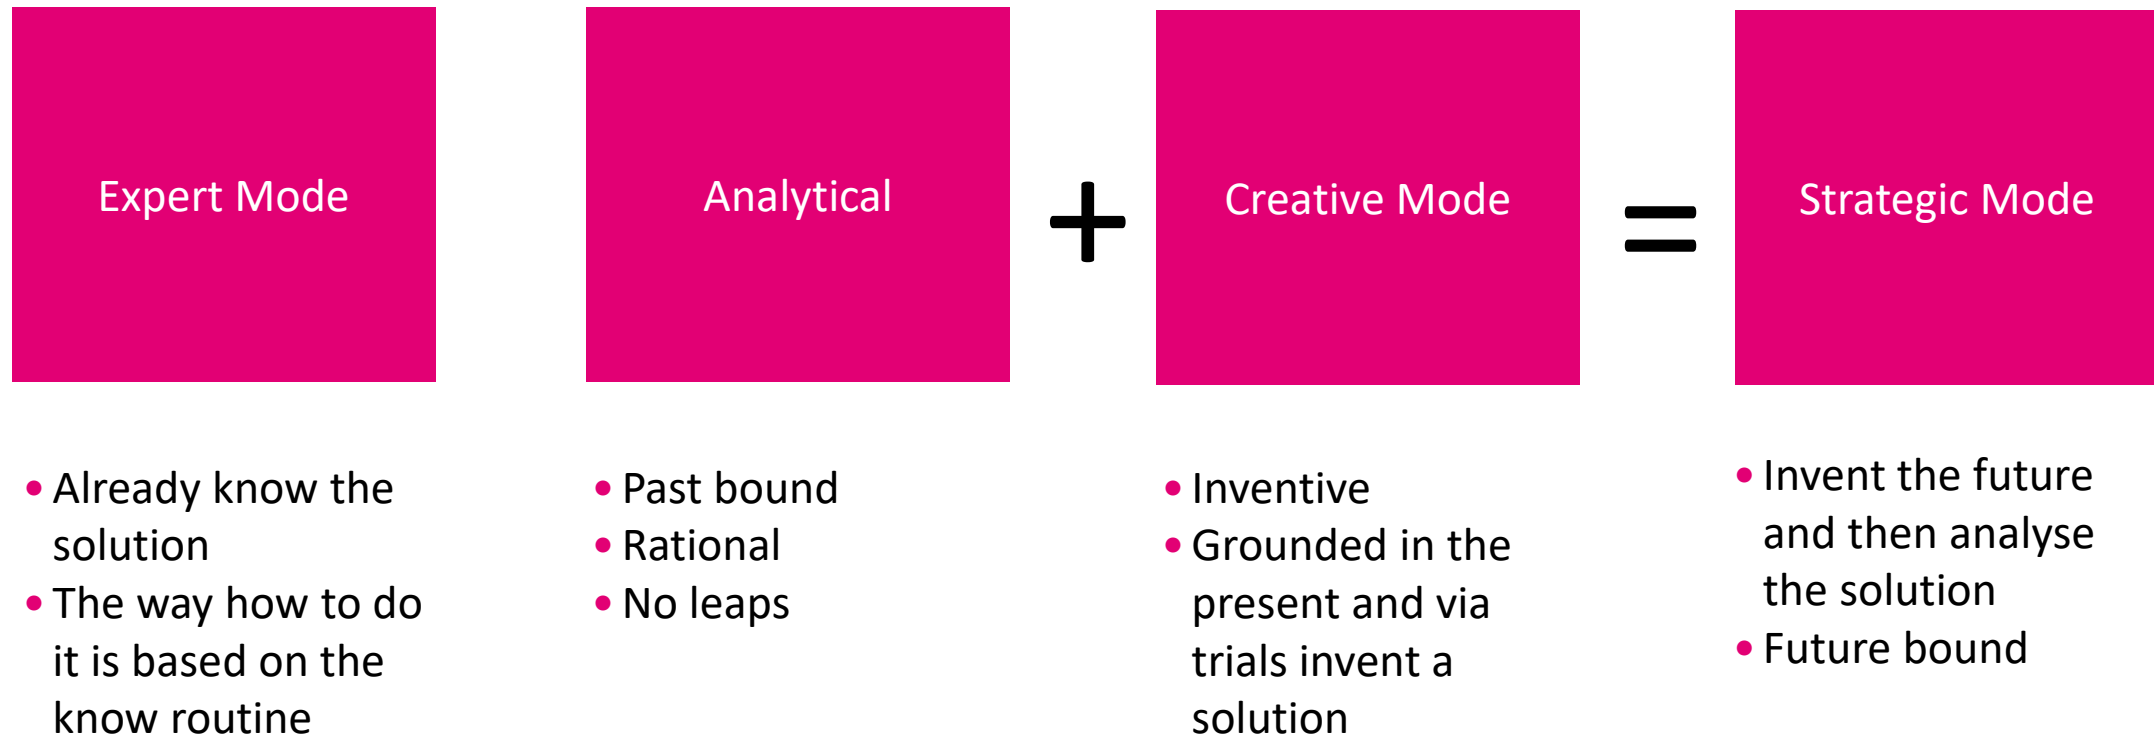 Expert Mode
Analytical
+
Creative Mode
=
Strategic Mode
• Already know the
solution
• The way how to do
it is based on the
know routine
• Past bound
• Rational
• No leaps
• Inventive
• Grounded in the
present and via
trials invent a
solution
• Invent the future
and then analyse
the solution
• Future bound